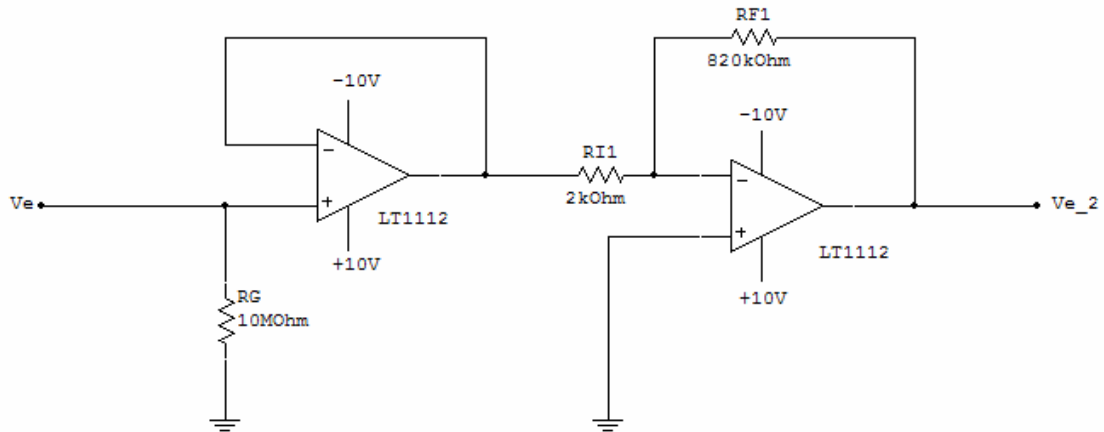 RF1
820kOhm
-10V
-10V
-
RI1
-
2kOhm
Ve
+
LT1112
Ve_2
+
LT1112
+10V
RG
10MOhm
+10V